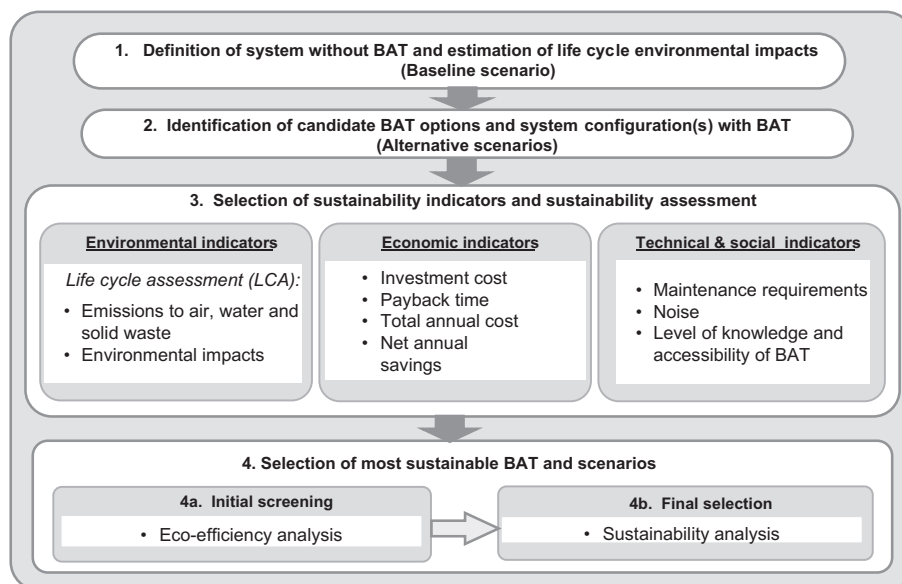 1. Definition of system without BAT and estimation of life cycle environmental impacts
(Baseline scenario)
2. Identification of candidate BAT options and system configuration(s) with BAT
(Alternative scenarios)
3. Selection of sustainability indicators and sustainability assessment
Environmental indicators
Life cycle assessment (LCA):
• Emissions to air, water and
solid waste
• Environmental impacts
Economic indicators
• Investment cost
• Payback time
• Total annual cost
• Net annual
savings
Technical & social indicators
• Maintenance requirements
• Noise
• Level of knowledge and
accessibility of BAT
4. Selection of most sustainable BAT and scenarios
4a. Initial screening
• Eco-efficiency analysis
4b. Final selection
• Sustainability analysis